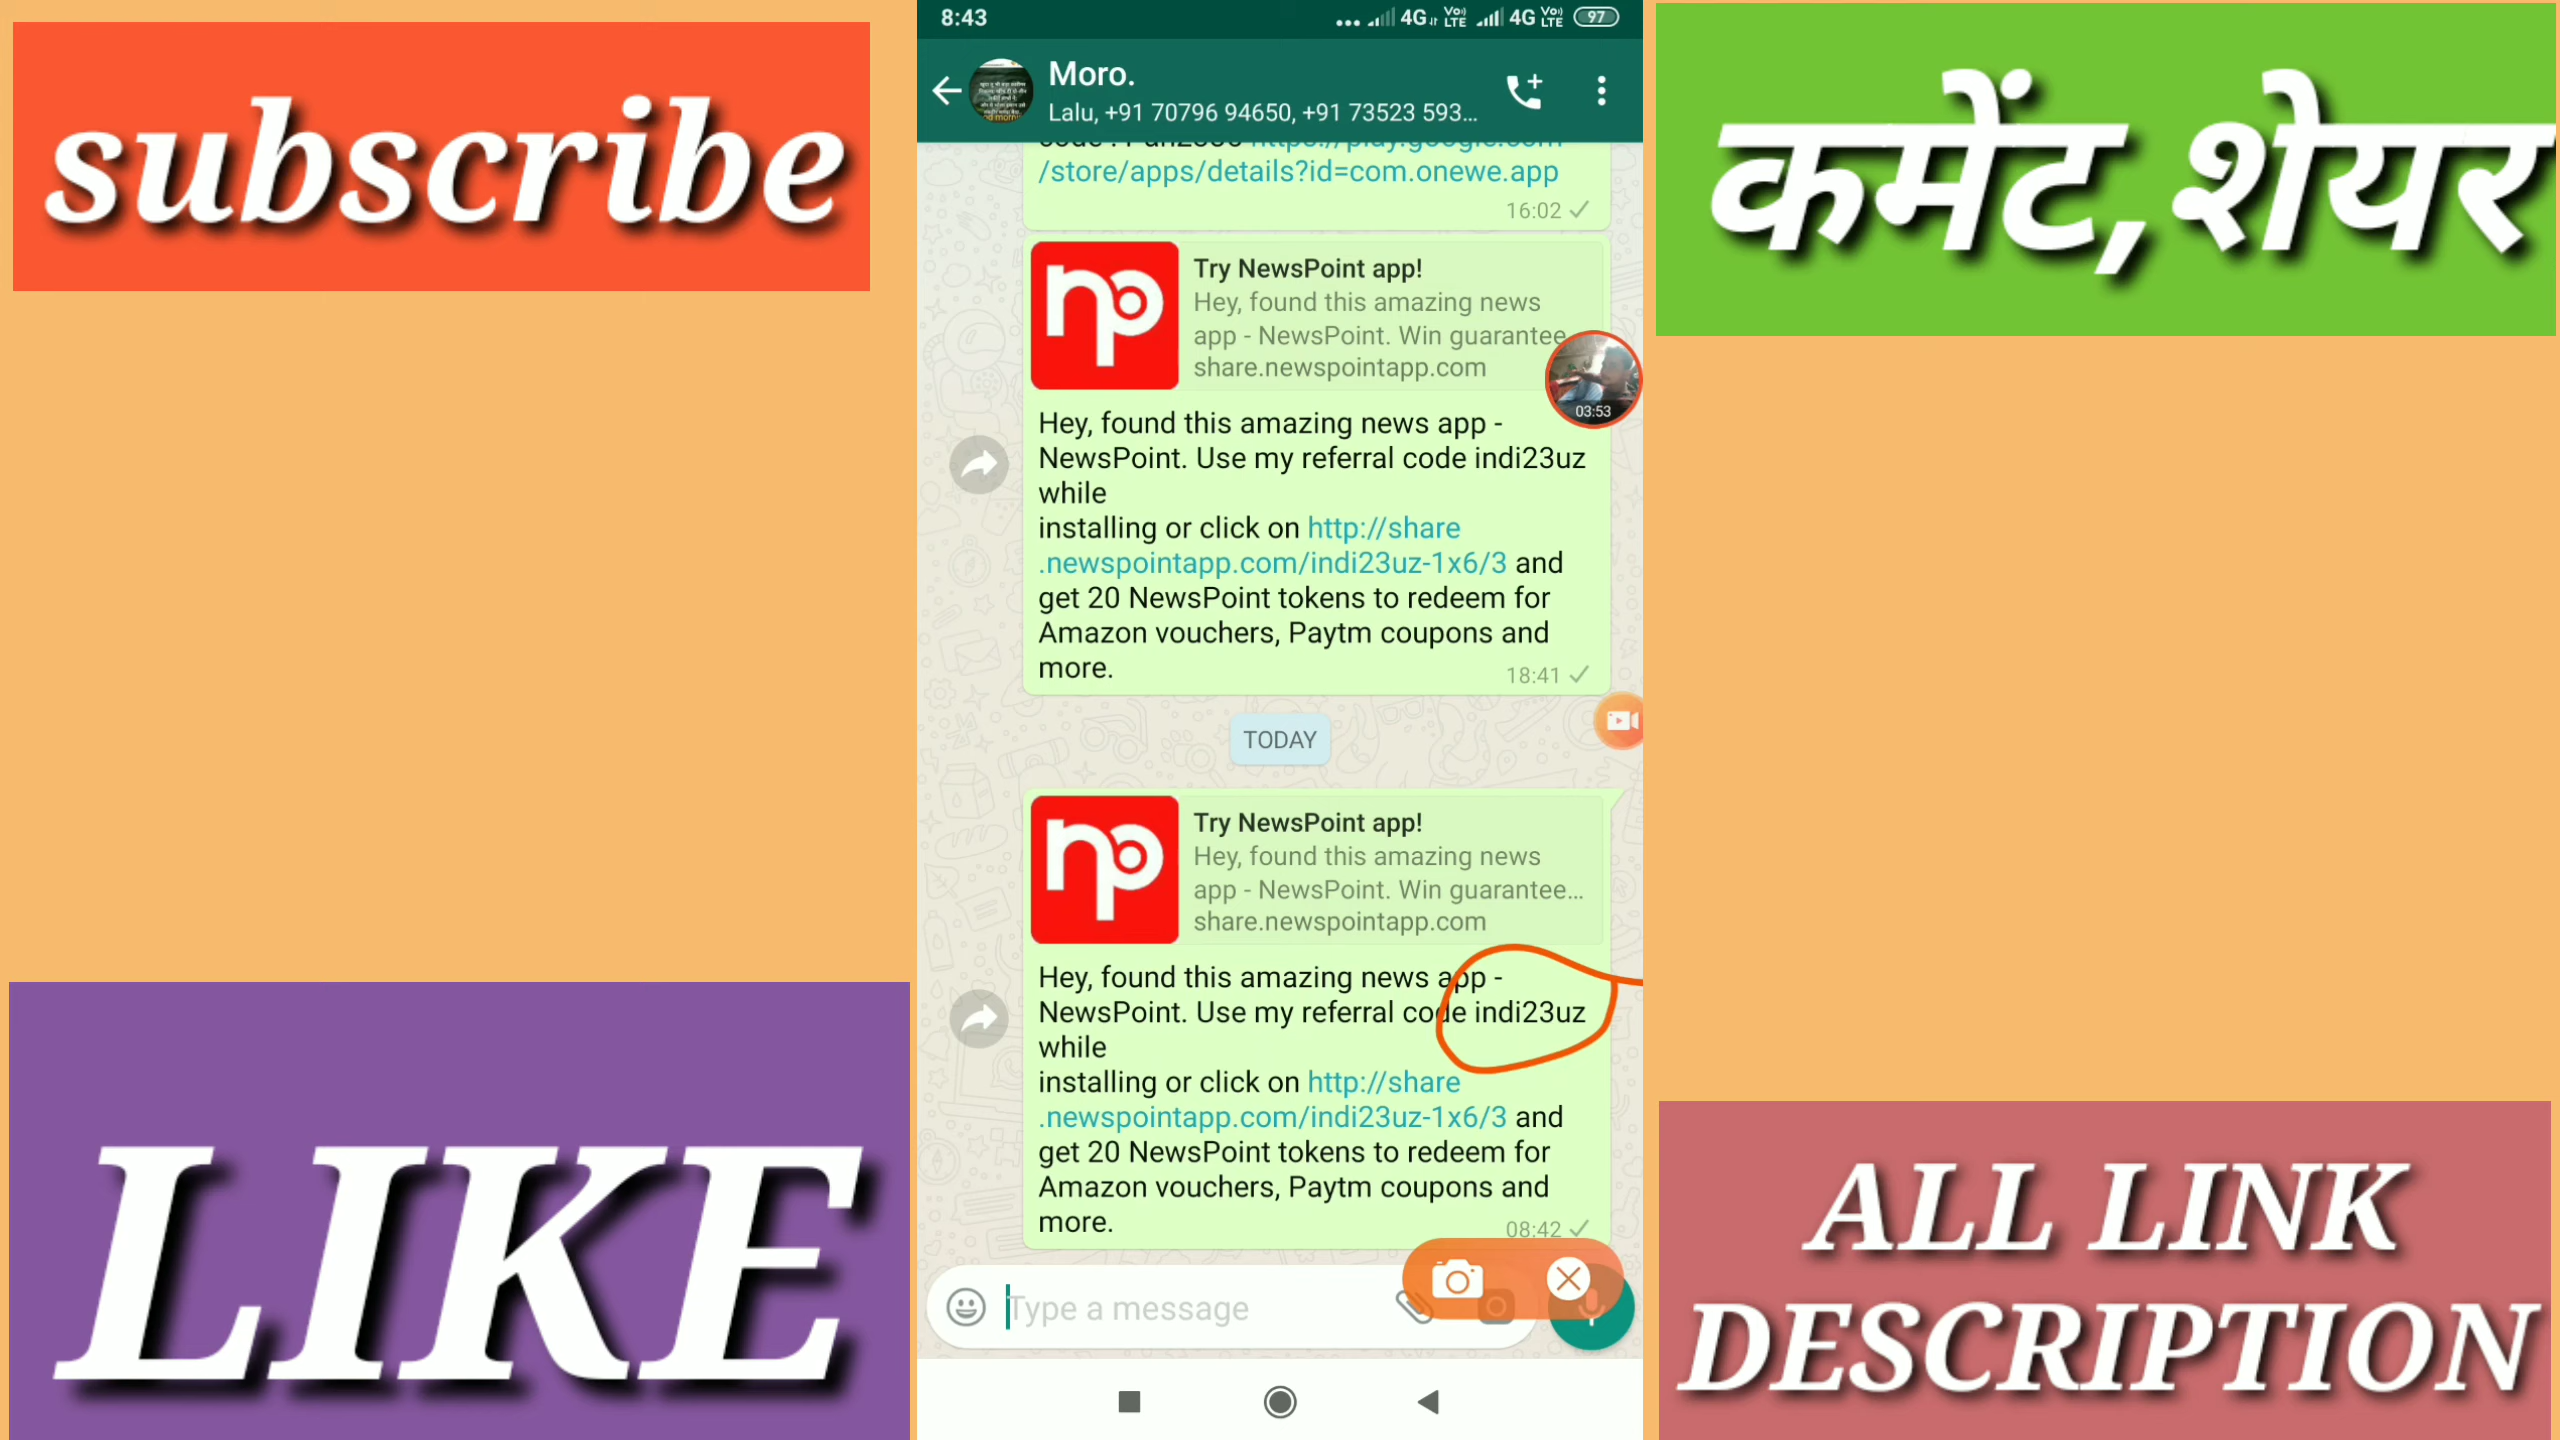 subscribe
कमेंट,शेयर
8:43
4G VoLTE 4G VoLTE 97
Moro.
Lalu, +91 70796 94650, +91 73523 593...
/store/apps/details?id=com.onewe.app
16:02
np
Try NewsPoint app!
Hey, found this amazing news
app - NewsPoint. Win guarantee
share.newspointapp.com
03:53
Hey, found this amazing news app -
NewsPoint. Use my referral code indi23uz
while
installing or click on http://share
.newspointapp.com/indi23uz-1x6/3 and
get 20 NewsPoint tokens to redeem for
Amazon vouchers, Paytm coupons and
more.
18:41
TODAY
np
Try NewsPoint app!
Hey, found this amazing news
app - NewsPoint. Win guarantee...
share.newspointapp.com
Hey, found this amazing news app -
NewsPoint. Use my referral code indi23uz
while
installing or click on http://share
.newspointapp.com/indi23uz-1x6/3 and
get 20 NewsPoint tokens to redeem for
Amazon vouchers, Paytm coupons and
more.
08:42
Type a message
LIKE
ALL LINK
DESCRIPTION